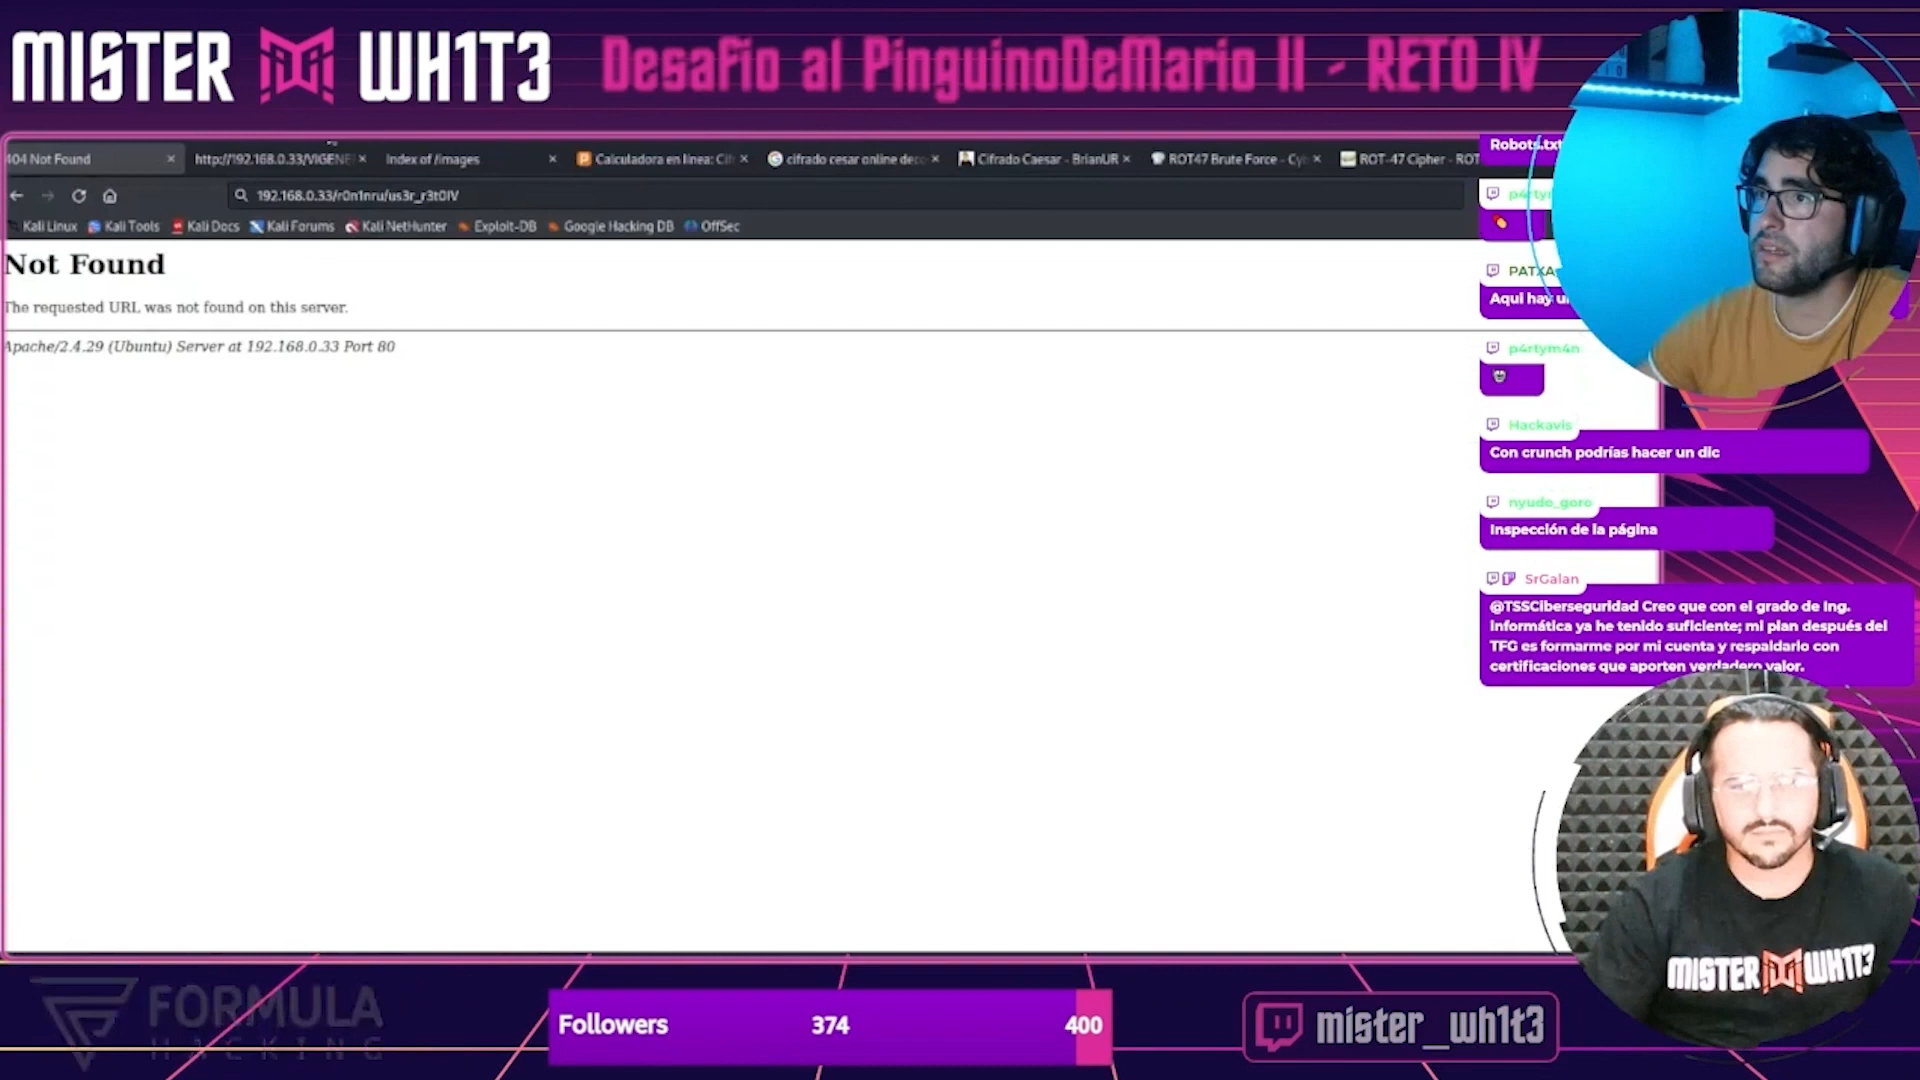 MISTER WH1T3
Desafío al PinguinoDeMario II - RETO IV
404 Not Found
http://192.168.0.33/VIGENE
Index of /images
Calculadora en línea: Cif
cifrado cesar online deco
Cifrado Caesar - BrianUR
ROT47 Brute Force - Cyb
ROT-47 Cipher - ROT
192.168.0.33/r0n1nru/us3r_r3t0IV
Kali Linux
Kali Tools
Kali Docs
Kali Forums
Kali NetHunter
Exploit-DB
Google Hacking DB
OffSec
Not Found
The requested URL was not found on this server.
Apache/2.4.29 (Ubuntu) Server at 192.168.0.33 Port 80
Robots.txt
p4rtym
PATXA
Aqui hay u
p4rtym4n
Hackavis
Con crunch podrías hacer un dic
nyudo_goro
Inspección de la página
SrGalan
@TSSCiberseguridad Creo que con el grado de Ing.
Informática ya he tenido suficiente; mi plan después del
TFG es formarme por mi cuenta y respaldarlo con
certificaciones que aporten verdadero valor.
MISTER WH1T3
FORMULA
HACKING
Followers
374
400
mister_wh1t3